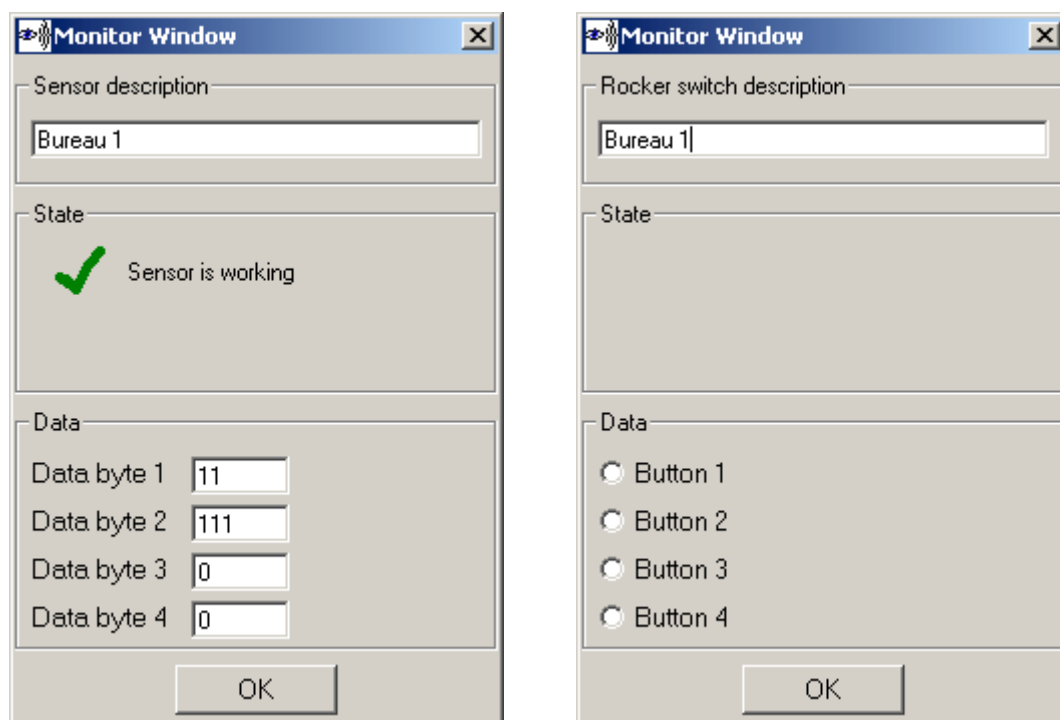 Monitor Window
Sensor description
Bureau 1
State
Sensor is working
Data
Data byte 1 11
Data byte 2 111
Data byte 3 0
Data byte 4 0
OK
Monitor Window
Rocker switch description
Bureau 1
State
Data
Button 1
Button 2
Button 3
Button 4
OK